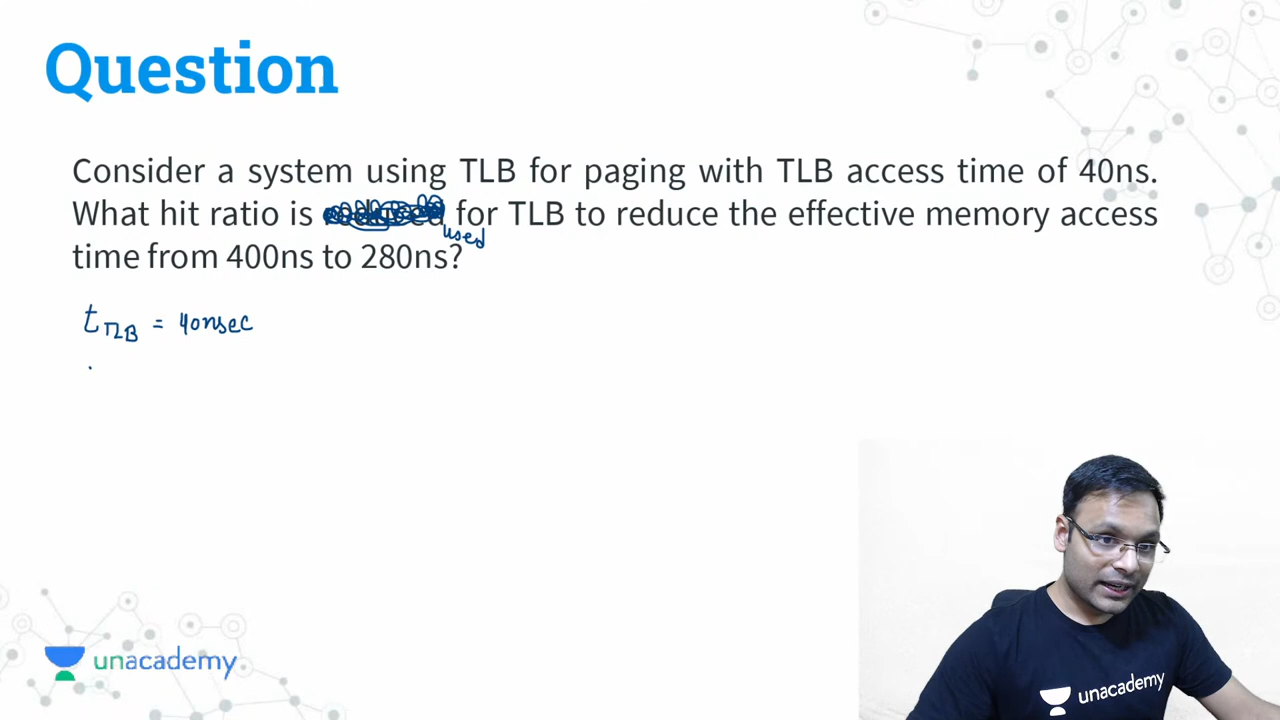 Question
Consider a system using TLB for paging with TLB access time of 40ns.
What hit ratio is for TLB to reduce the effective memory access
used
time from 400ns to 280ns?
t TLB = 40nsec
unacademy
unacademy